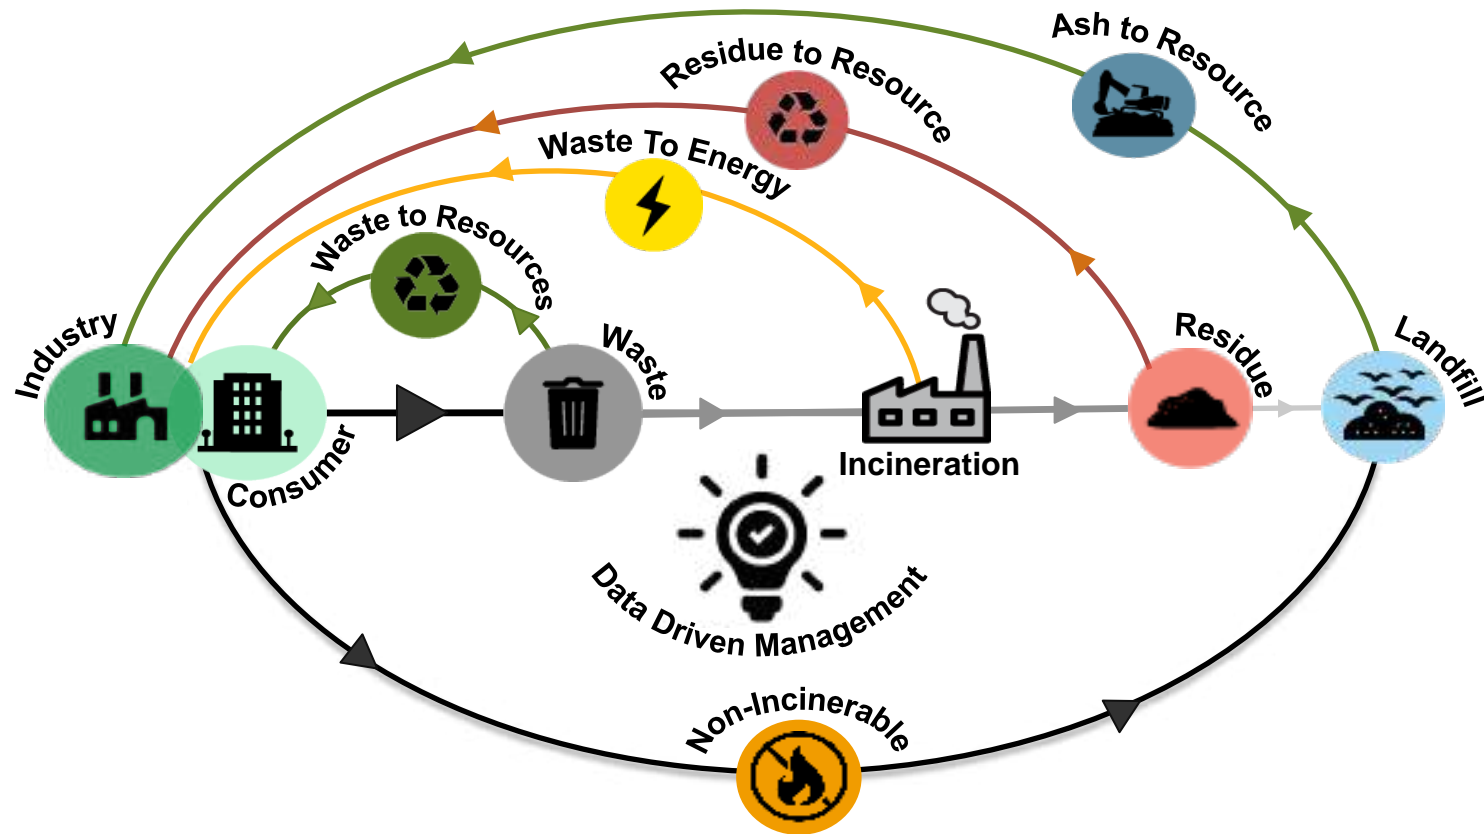 Ash to Resource
Residue to Resource
Waste To Energy
Waste to Resources
Industry
Waste
Residue
Landfill
Consumer
Incineration
Data Driven Management
Non-Incinerable